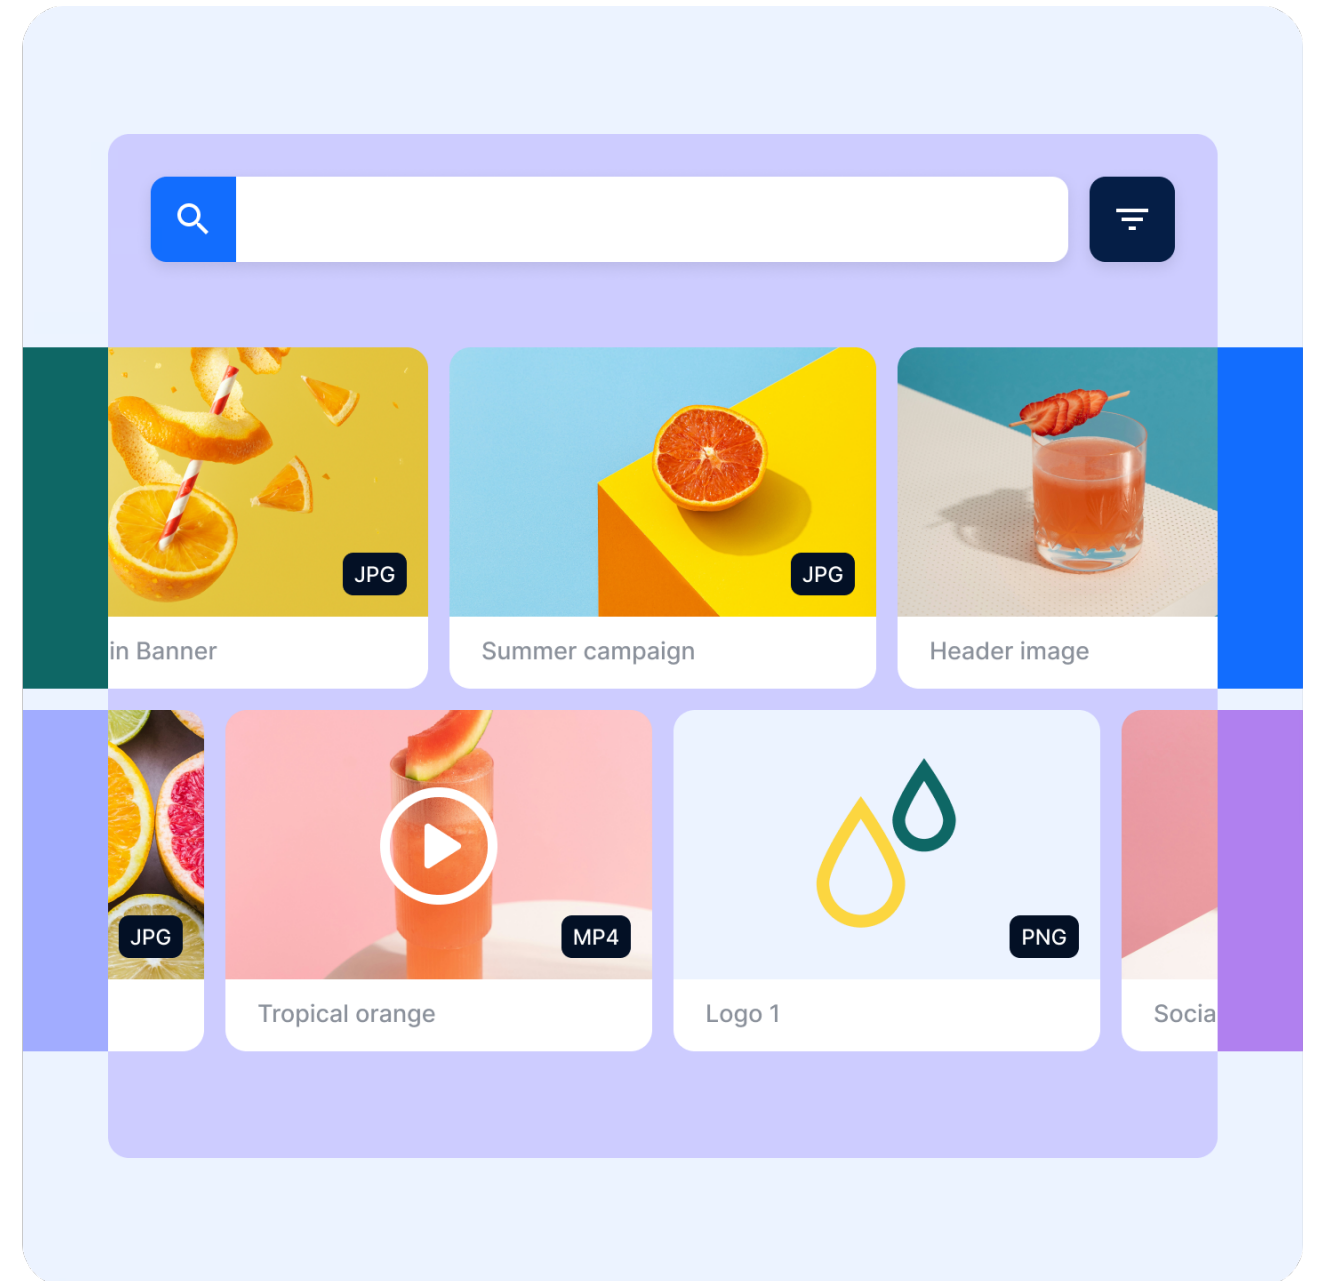 JPG
JPG
in Banner
Summer campaign
Header image
JPG
MP4
PNG
Tropical orange
Logo 1
Socia